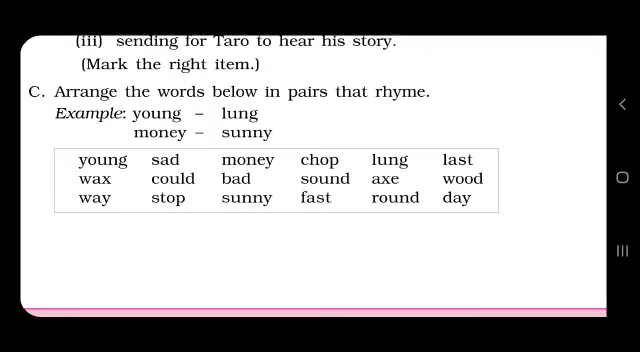 (iii) sending for Taro to hear his story.
(Mark the right item.)
C. Arrange the words below in pairs that rhyme.
Example: young – lung
money – sunny
young sad money chop lung last
wax could bad sound axe wood
way stop sunny fast round day